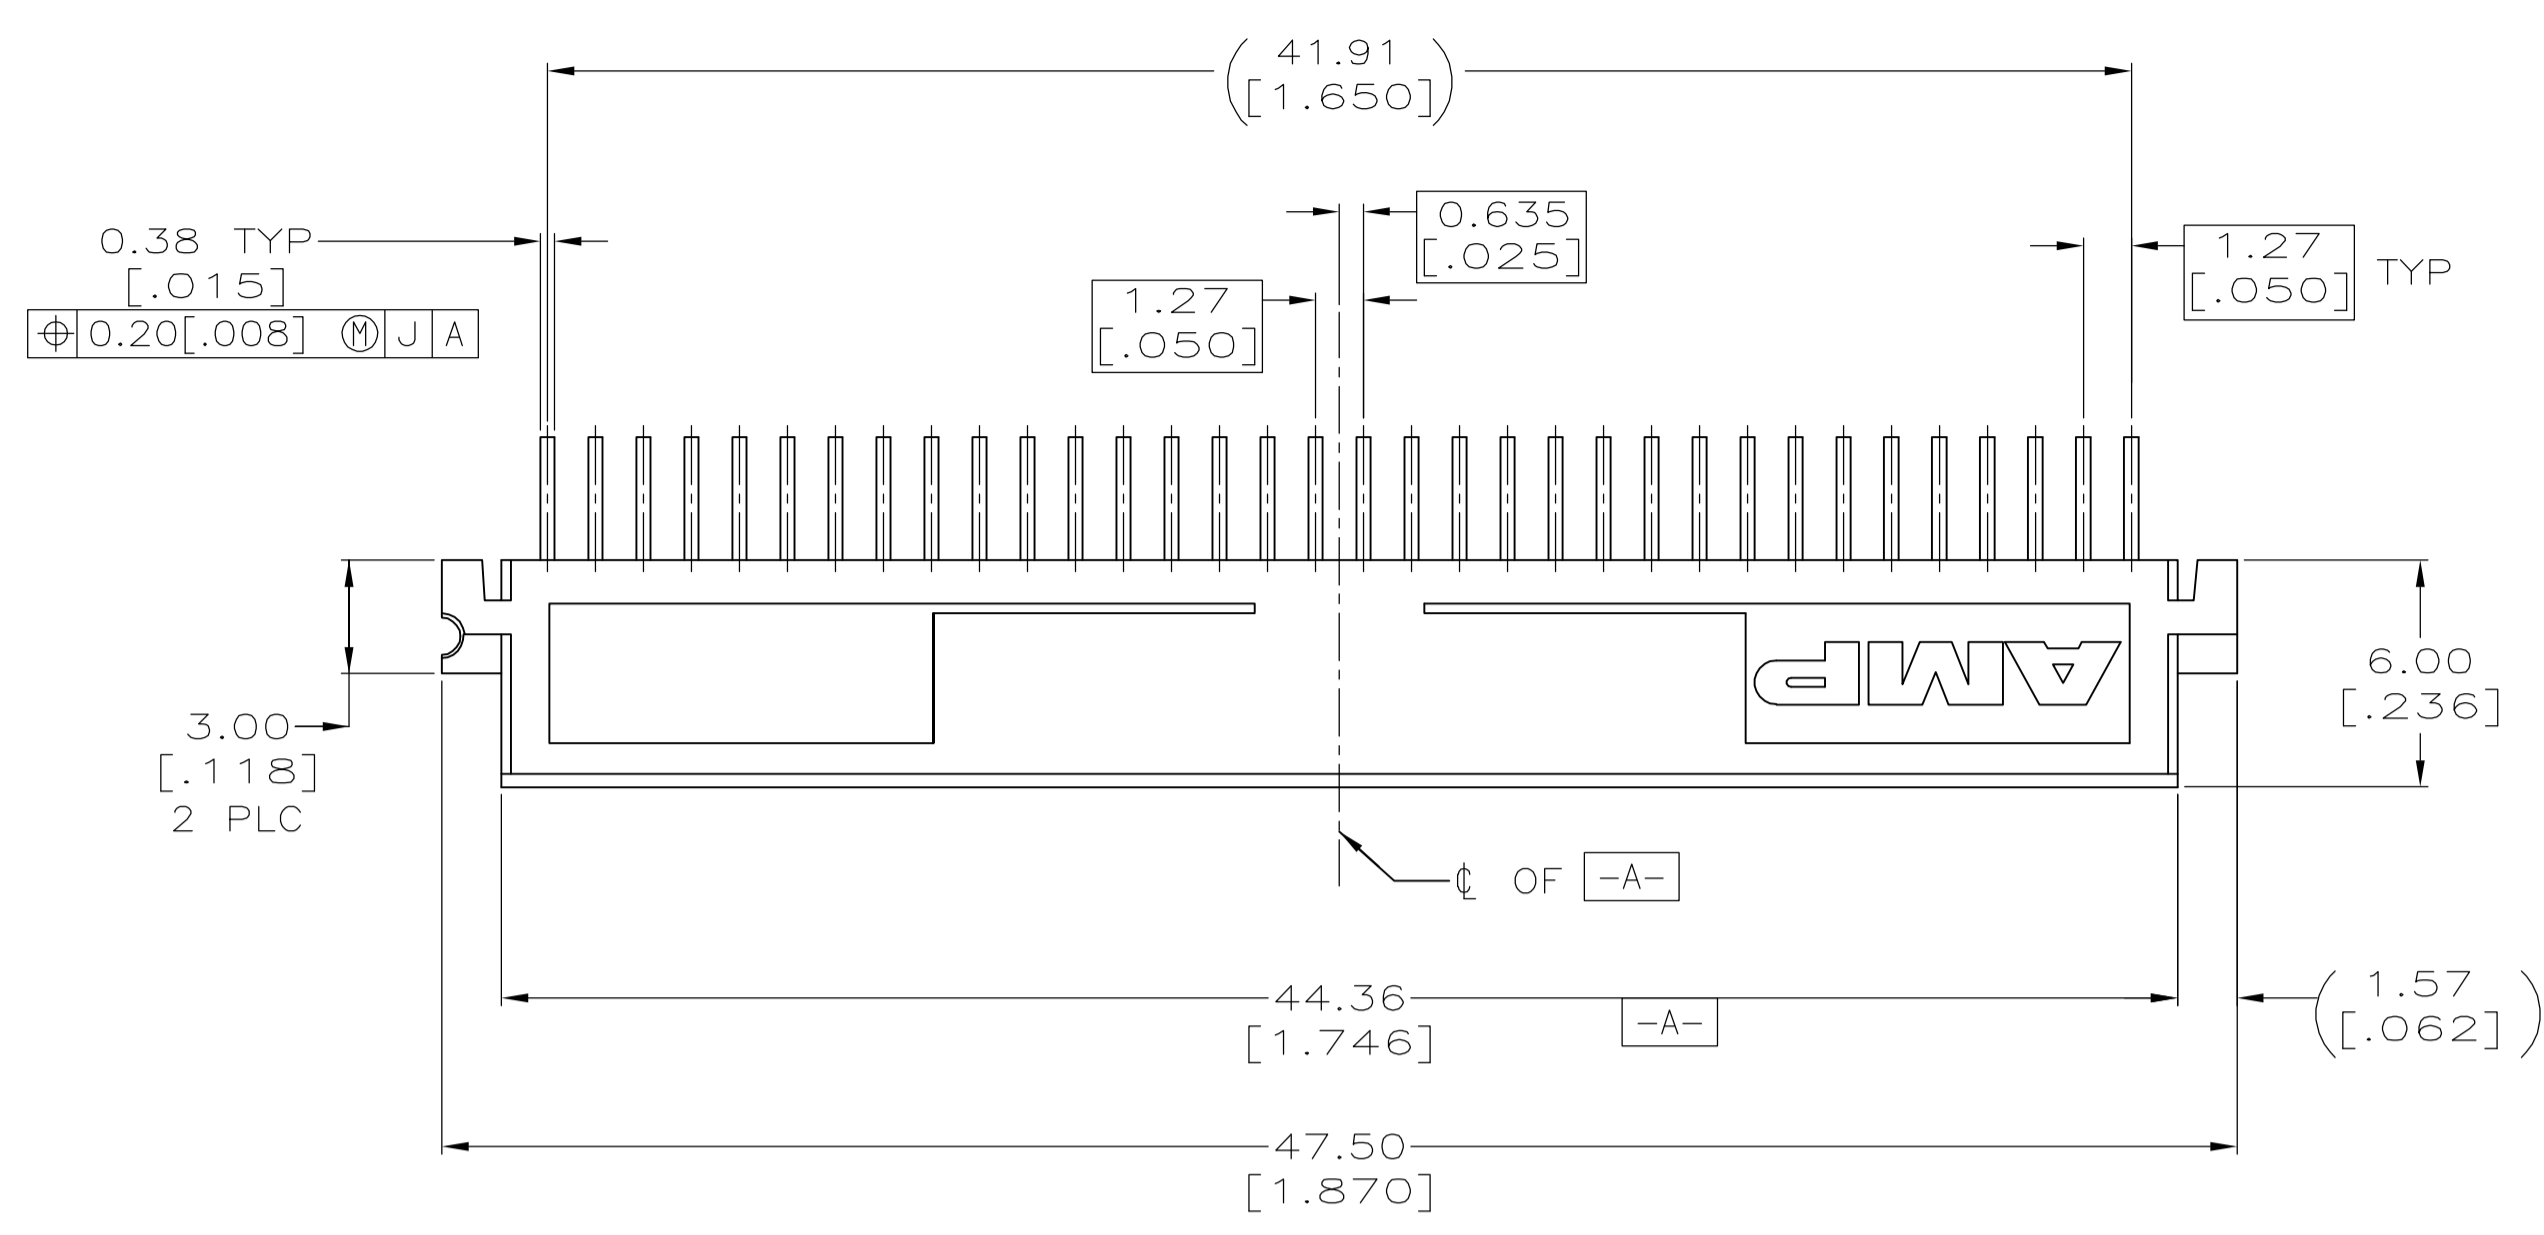 41.91
[1.650]
0.635
[.025]
0.38 TYP
[.015]
⌖ 0.20[.008] Ⓜ J A
1.27
[.050]
1.27
[.050] TYP
AMP
3.00
[.118]
2 PLC
6.00
[.236]
℄ OF -A-
44.36
[1.746]
-A-
(1.57
[.062])
47.50
[1.870]